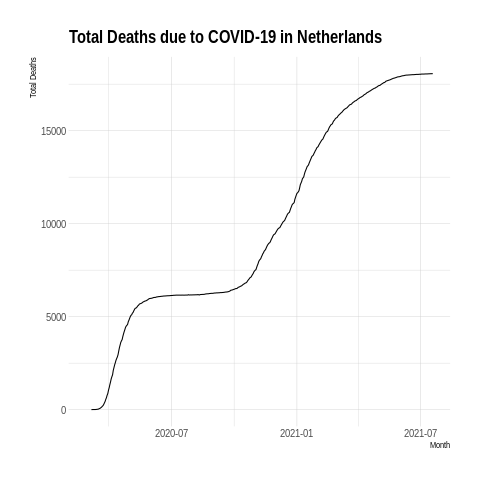 Total Deaths due to COVID-19 in Netherlands
Total Deaths
15000
10000
5000
0
2020-07 2021-01 2021-07
Month